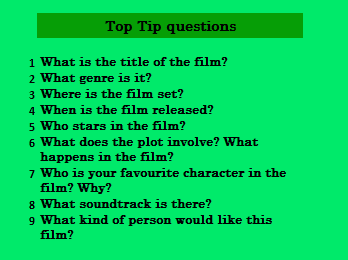 Top Tip questions
1 What is the title of the film?
2 What genre is it?
3 Where is the film set?
4 When is the film released?
5 Who stars in the film?
6 What does the plot involve? What
happens in the film?
7 Who is your favourite character in the
film? Why?
8 What soundtrack is there?
9 What kind of person would like this
film?